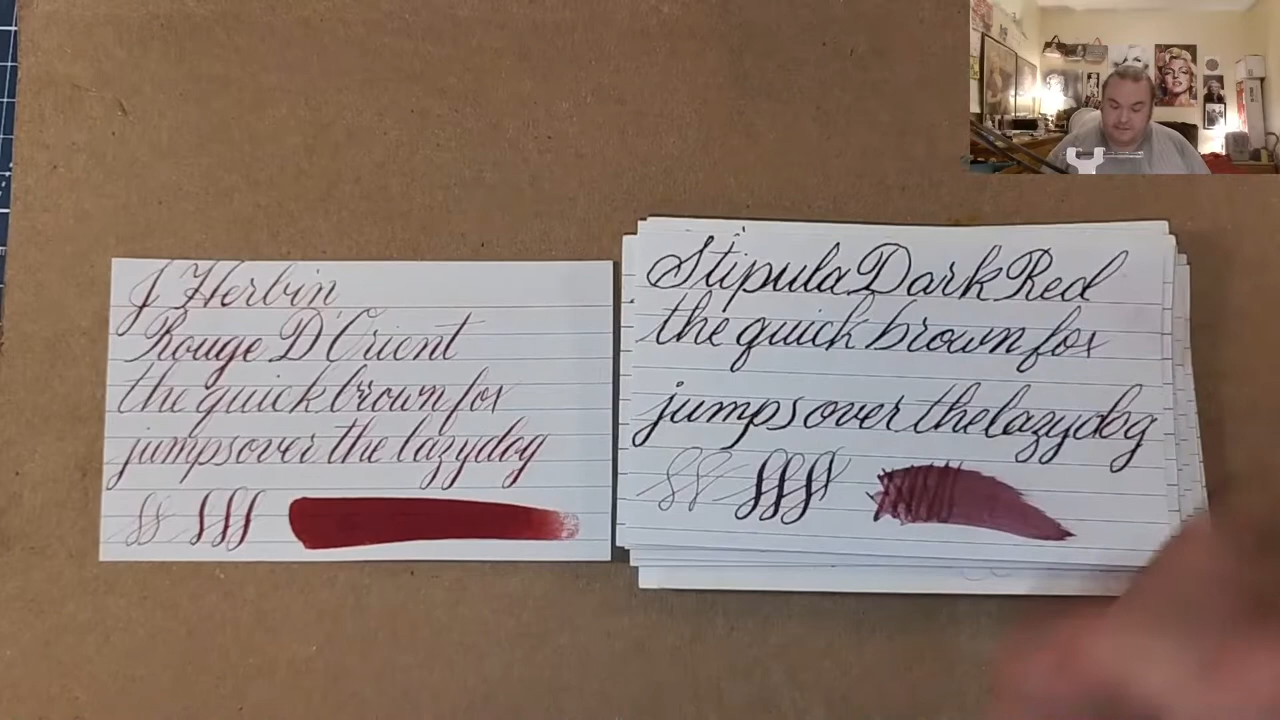 J Herbin
Rouge D'Orient
the quick brown fox
jumps over the lazy dog
Stipula Dark Red
the quick brown fox
jumps over the lazy dog